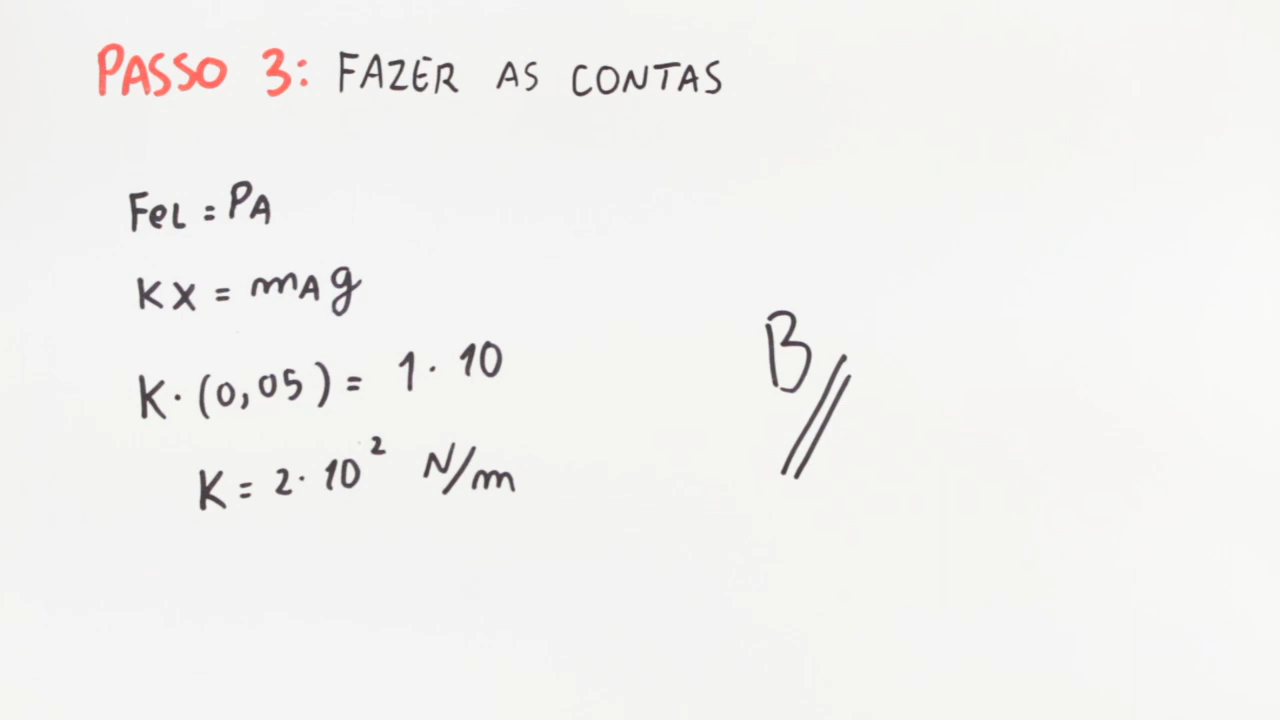 PASSO 3: FAZER AS CONTAS
Fel = PA
KX = mAg
K·(0,05) = 1·10
B
K = 2·10² N/m